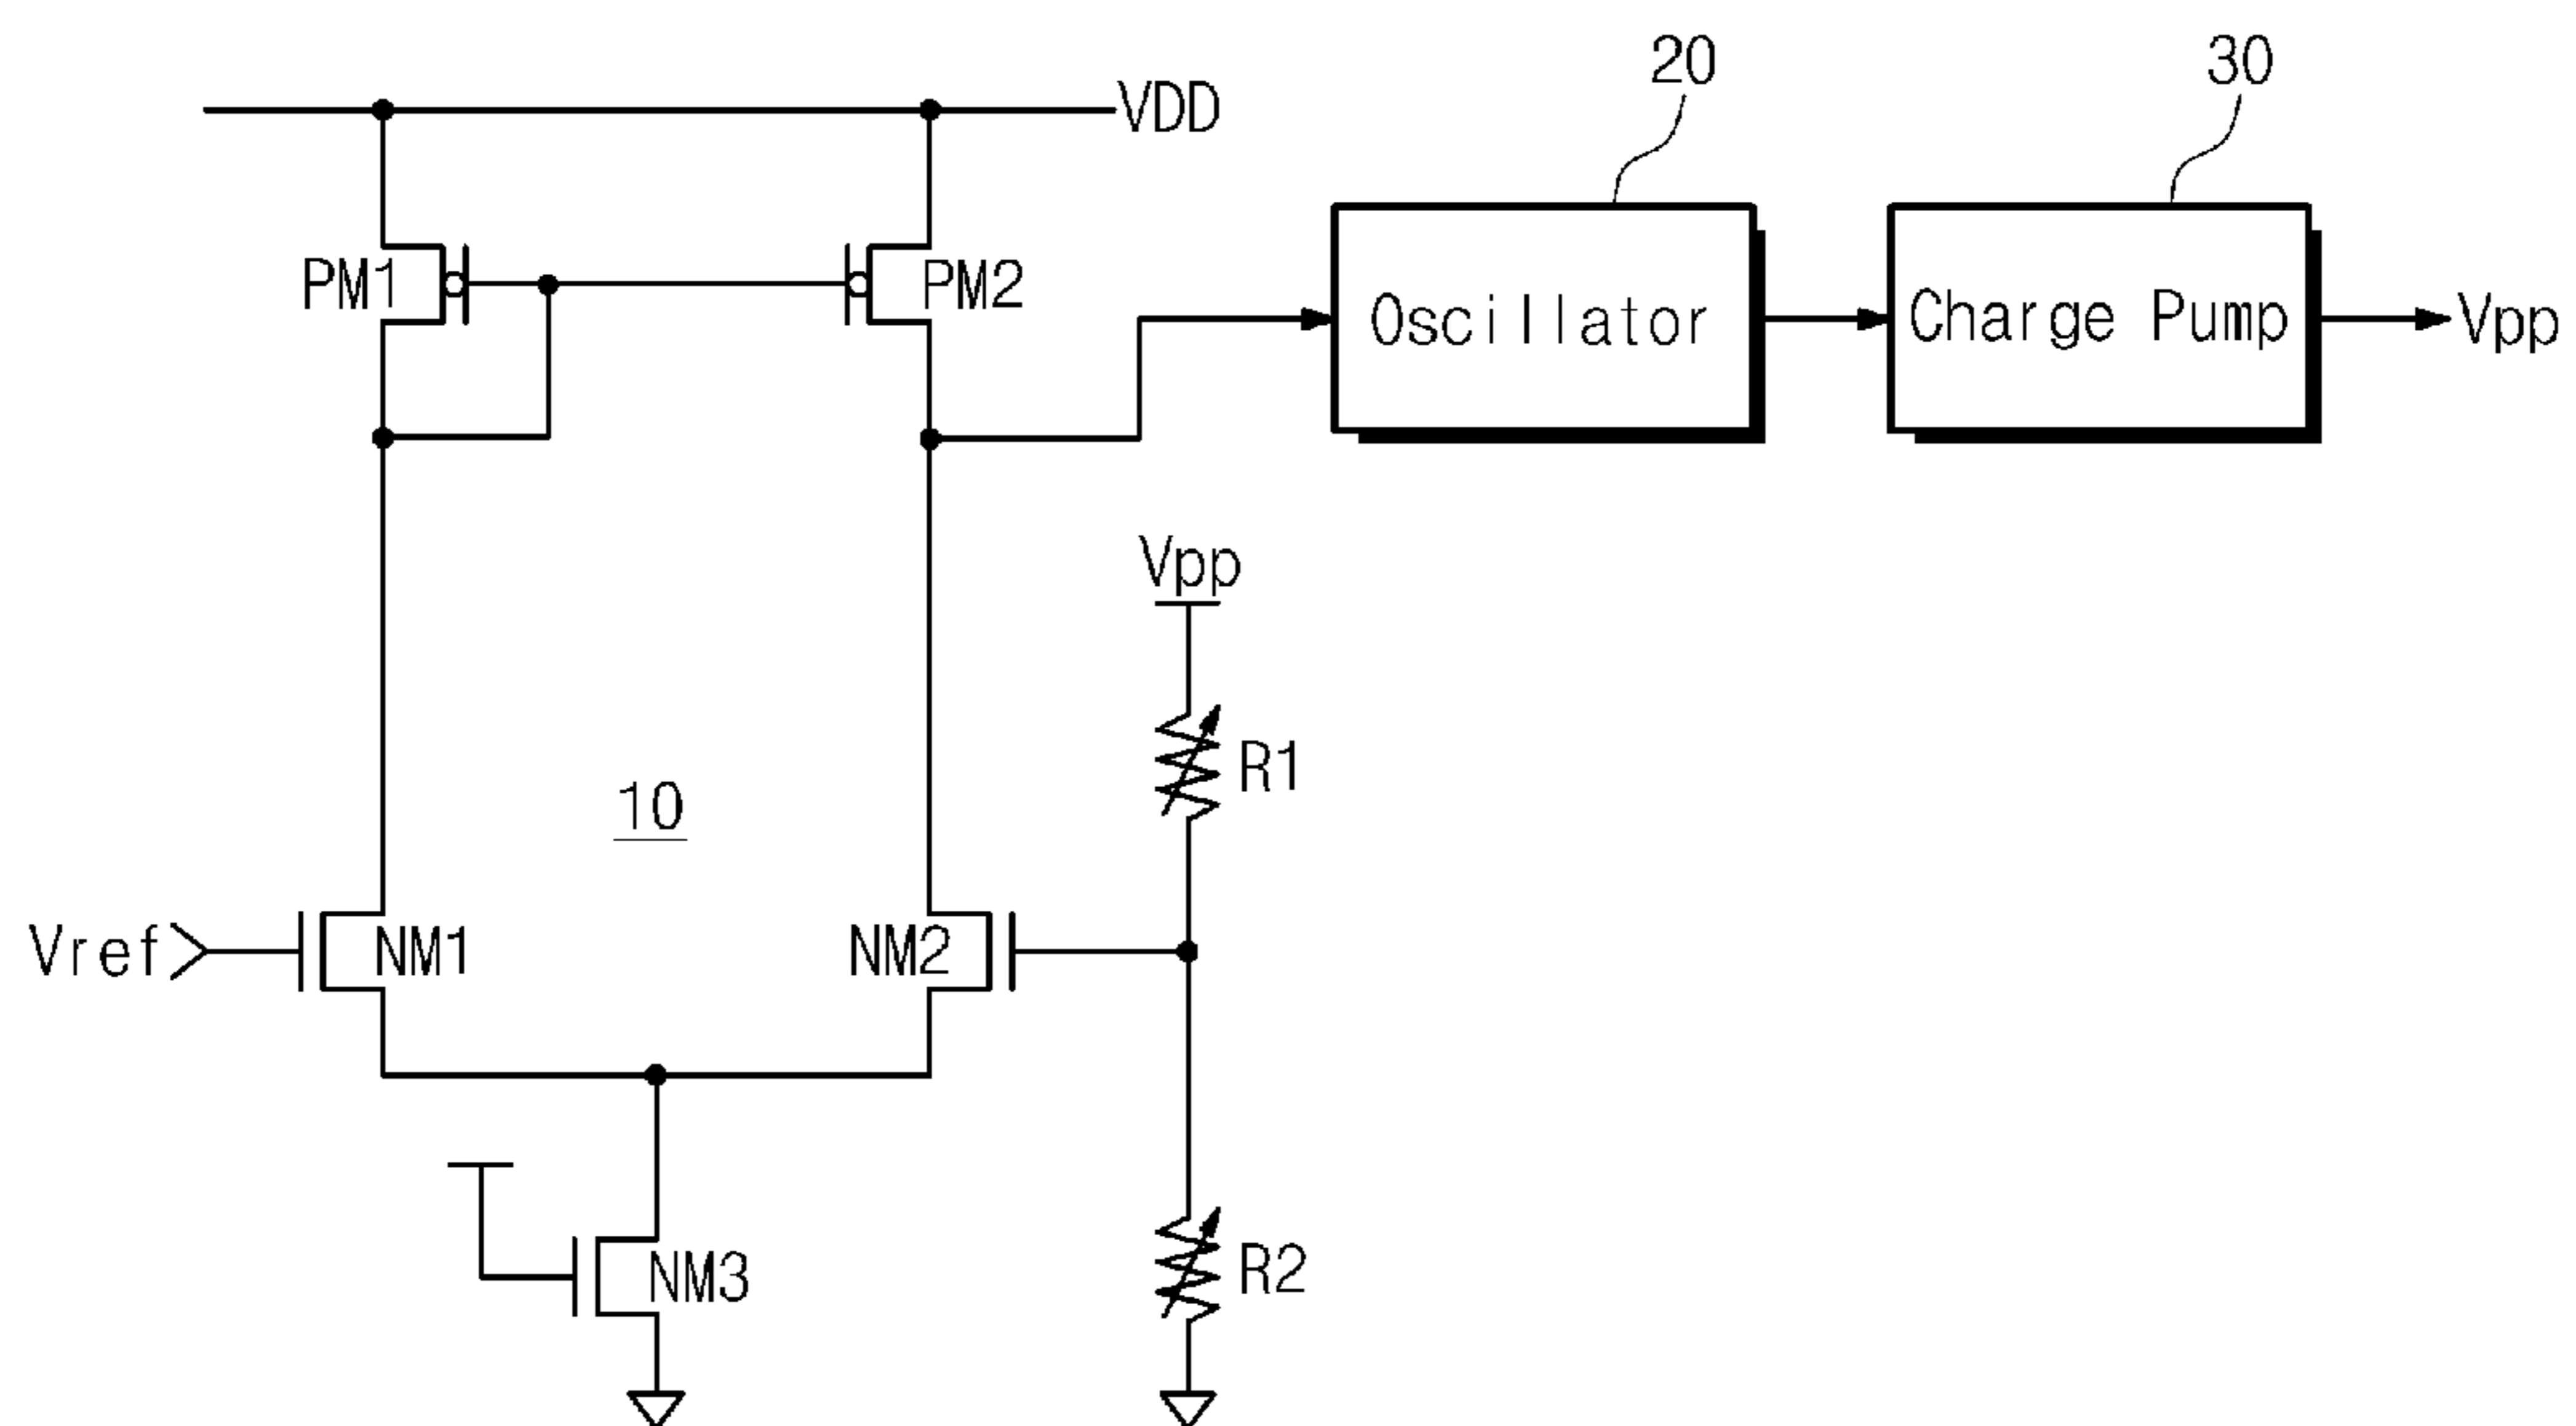 20
30
VDD
PM1
PM2
Oscillator
Charge Pump
Vpp
Vpp
R1
10
Vref
NM1
NM2
NM3
R2